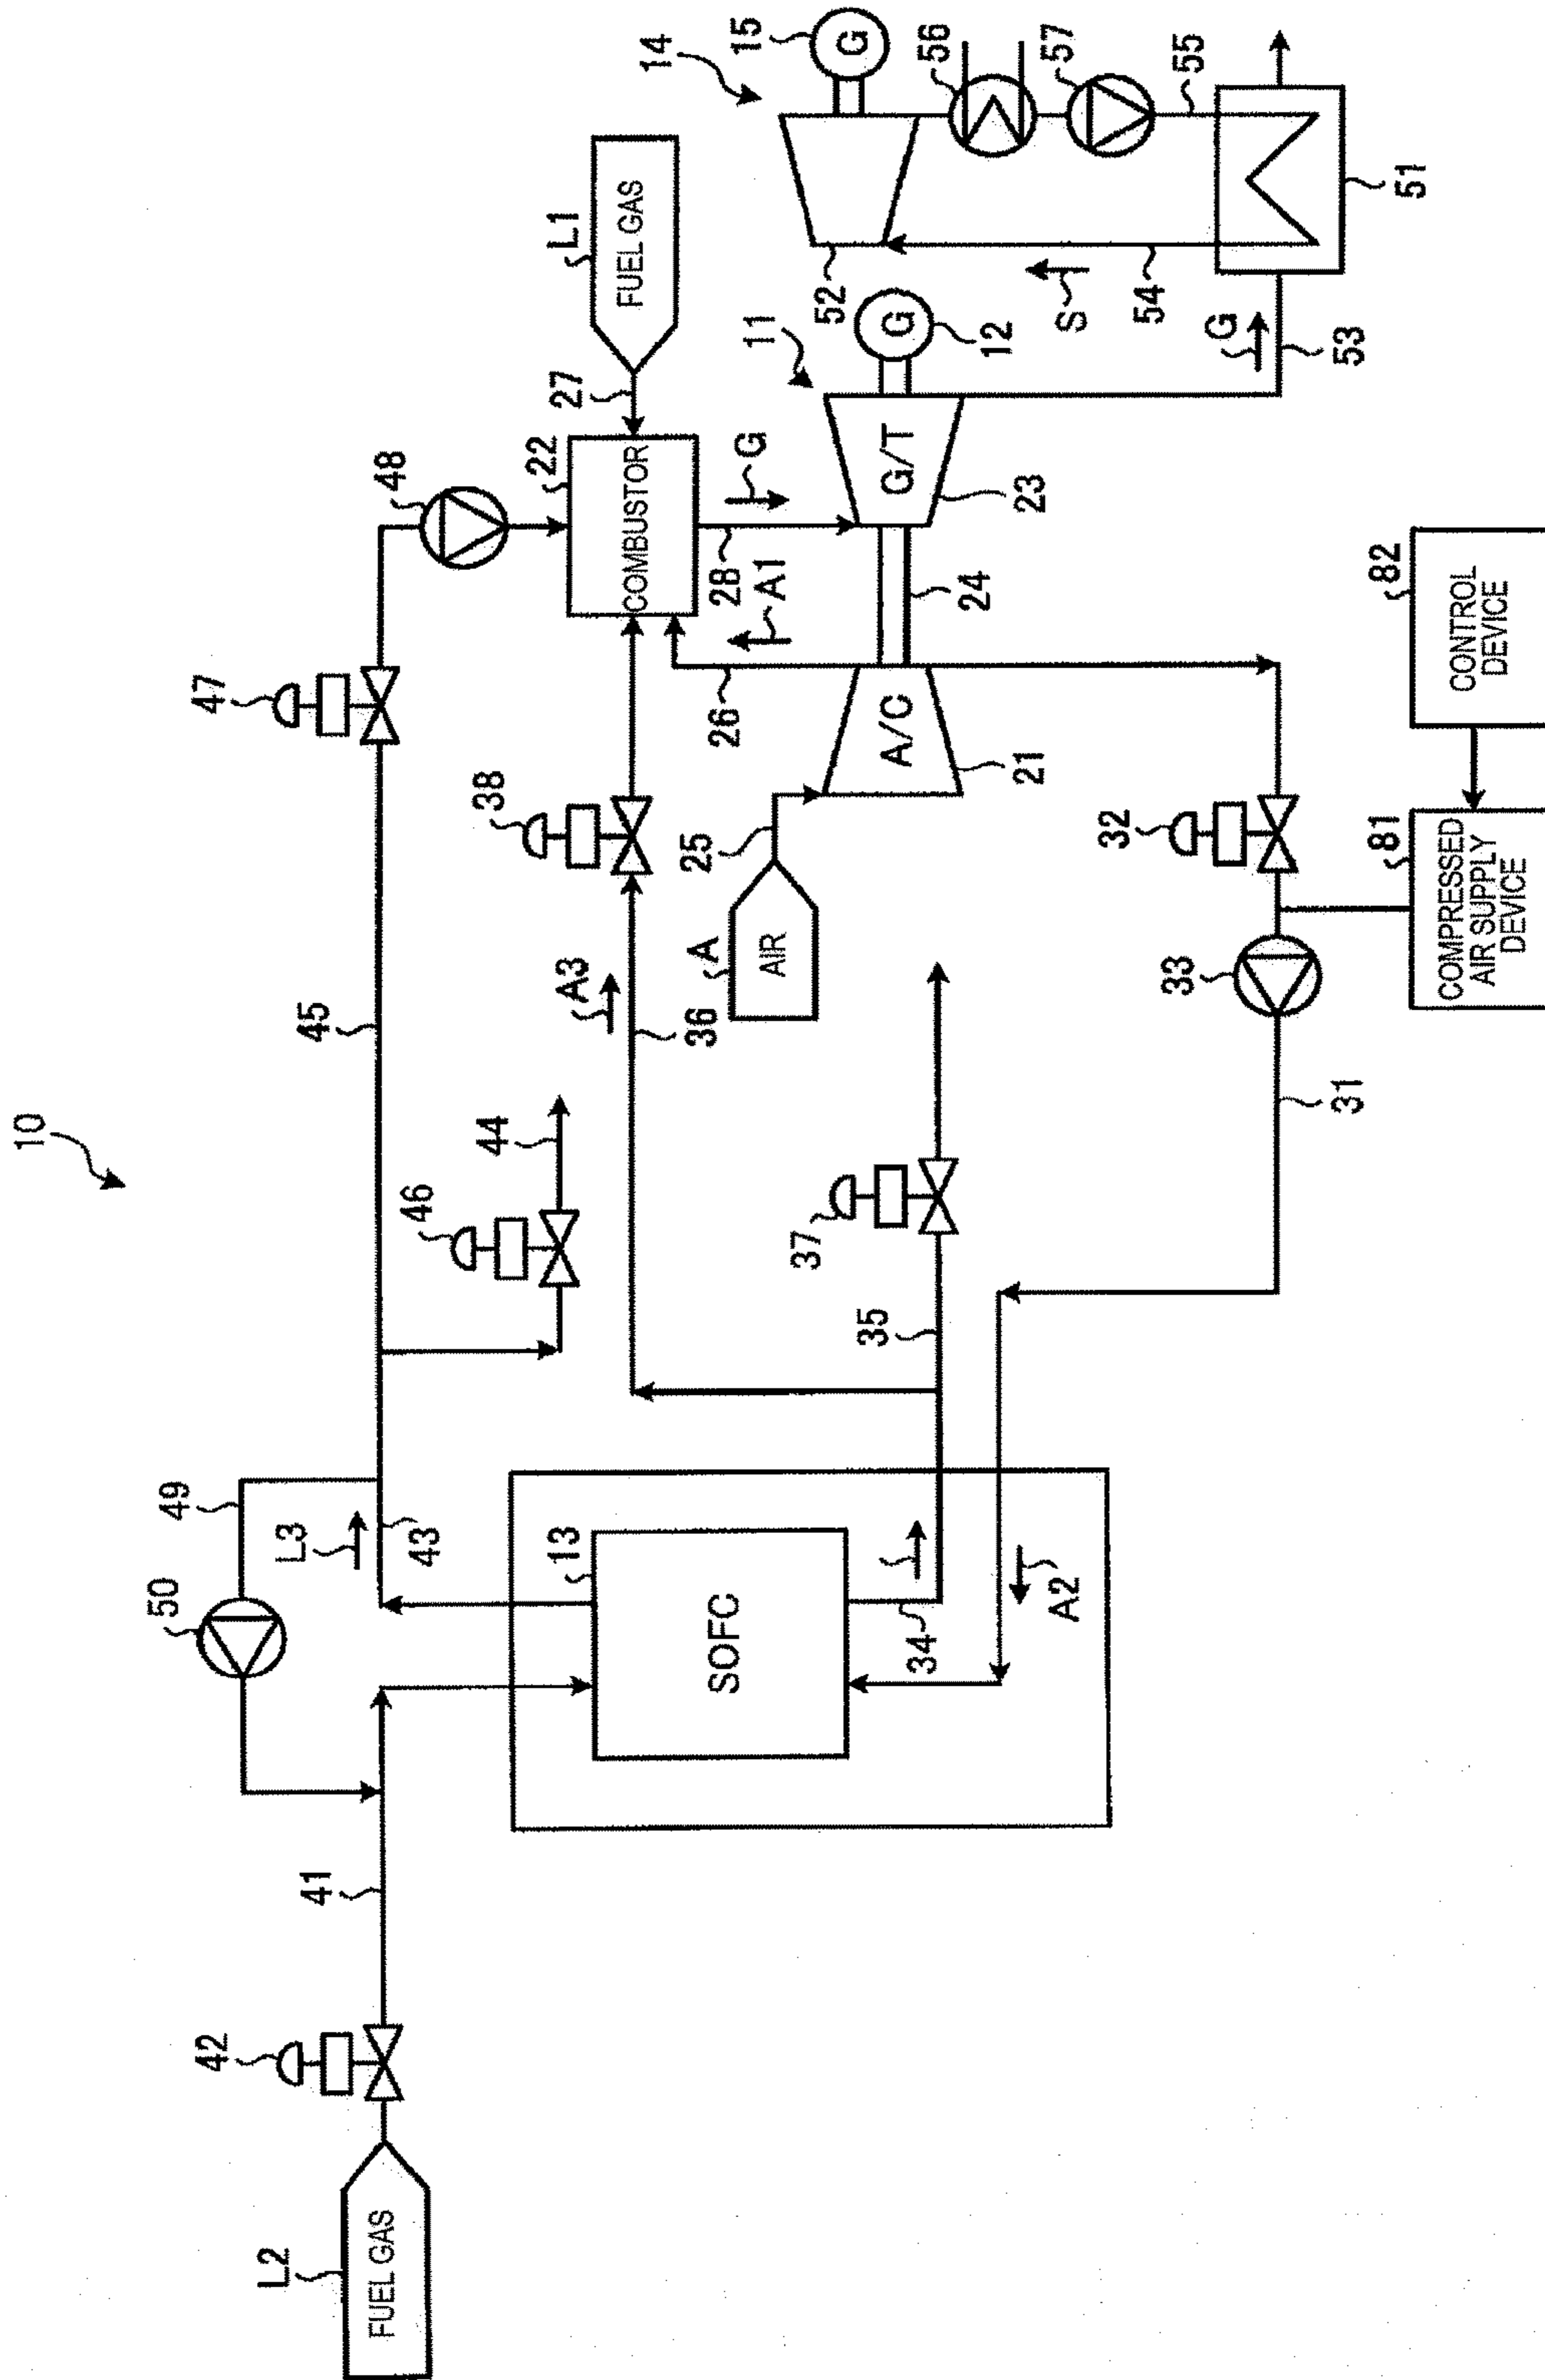 10
L2
FUEL GAS
42
41
50
49
L3
43
45
47
48
46
44
13
SOFC
34
A2
35
37
36
A3
38
A
AIR
25
26
A1
22
COMBUSTOR
27
L1
FUEL GAS
28
G
11
A/C
21
24
G/T
23
G
12
14
G
15
52
56
57
55
S
54
51
G
53
31
33
32
81
COMPRESSED
AIR SUPPLY
DEVICE
82
CONTROL
DEVICE